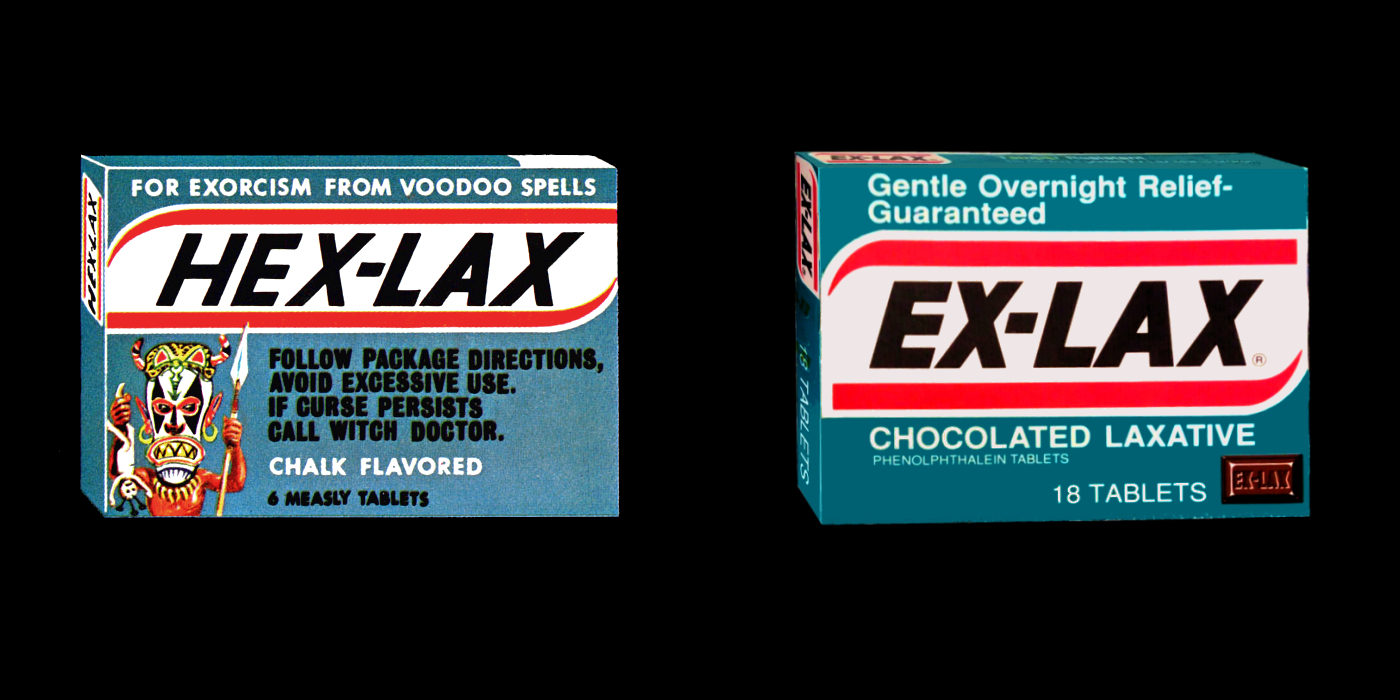 FOR EXORCISM FROM VOODOO SPELLS
HEX-LAX
HEX-LAX
FOLLOW PACKAGE DIRECTIONS,
AVOID EXCESSIVE USE.
IF CURSE PERSISTS
CALL WITCH DOCTOR.
CHALK FLAVORED
6 MEASLY TABLETS
EX-LAX
Gentle Overnight Relief-
Guaranteed
EX-LAX
EX-LAX®
18 TABLETS
CHOCOLATED LAXATIVE
PHENOLPHTHALEIN TABLETS
18 TABLETS
EX-LAX